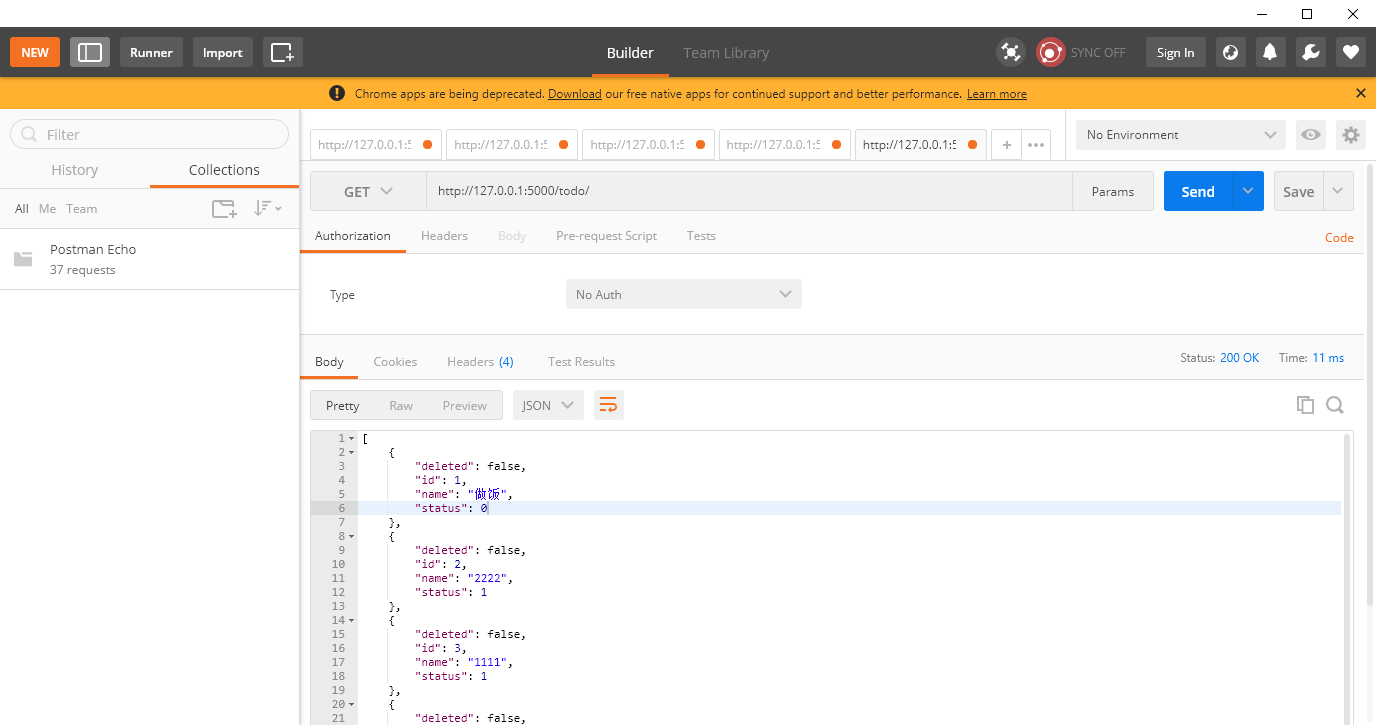 NEW Runner Import Builder Team Library SYNC OFF Sign In
Chrome apps are being deprecated. Download our free native apps for continued support and better performance. Learn more
Filter
History Collections
All Me Team
Postman Echo
37 requests
http://127.0.0.1:5 http://127.0.0.1:5 http://127.0.0.1:5 http://127.0.0.1:5 http://127.0.0.1:5 + ••• No Environment
GET http://127.0.0.1:5000/todo/ Params Send Save
Authorization Headers Body Pre-request Script Tests Code
Type No Auth
Body Cookies Headers (4) Test Results Status: 200 OK Time: 11 ms
Pretty Raw Preview JSON
1 [
2 {
3 "deleted": false,
4 "id": 1,
5 "name": "做饭",
6 "status": 0
7 },
8 {
9 "deleted": false,
10 "id": 2,
11 "name": "2222",
12 "status": 1
13 },
14 {
15 "deleted": false,
16 "id": 3,
17 "name": "1111",
18 "status": 1
19 },
20 {
21 "deleted": false,